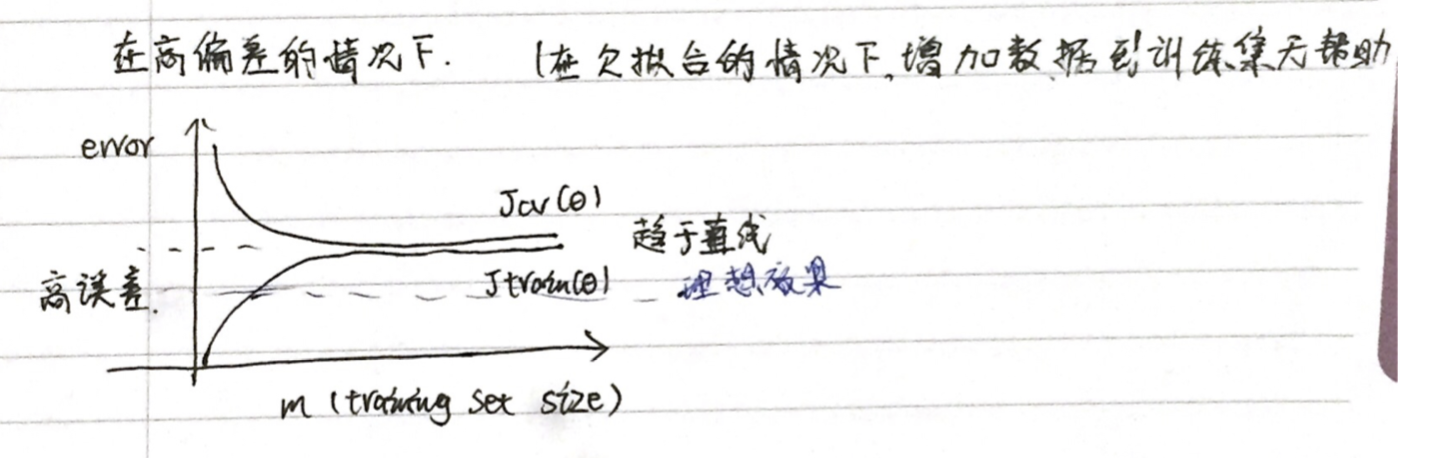 在高偏差的情况下. (在欠拟合的情况下,增加数据到训练集无帮助
error
Jcv(θ)
趋于直线
高误差.
Jtrain(θ)
理想效果
m (training set size)